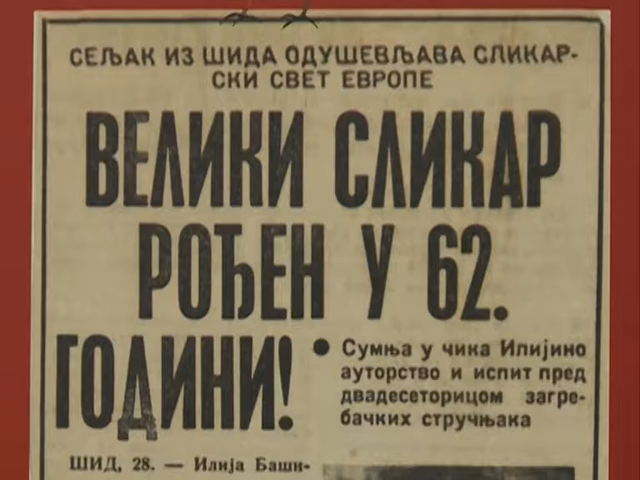 СЕЉАК ИЗ ШИДА ОДУШЕВЉАВА СЛИКАР-
СКИ СВЕТ ЕВРОПЕ
ВЕЛИКИ СЛИКАР
РОЂЕН У 62.
ГОДИНИ!
• Сумња у чика Илијино
ауторство и испит пред
двадесеторицом загре-
бачких стручњака
ШИД, 28. — Илија Баши-